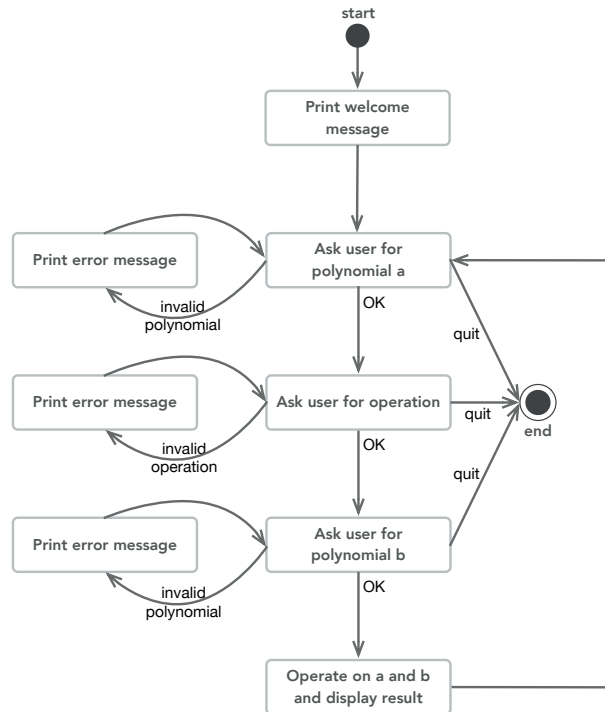 start
Print welcome
message
Ask user for
polynomial a
Print error message
invalid
polynomial
OK
quit
Ask user for operation
Print error message
quit
end
invalid
operation
OK
quit
Ask user for
polynomial b
Print error message
invalid
polynomial
OK
Operate on a and b
and display result